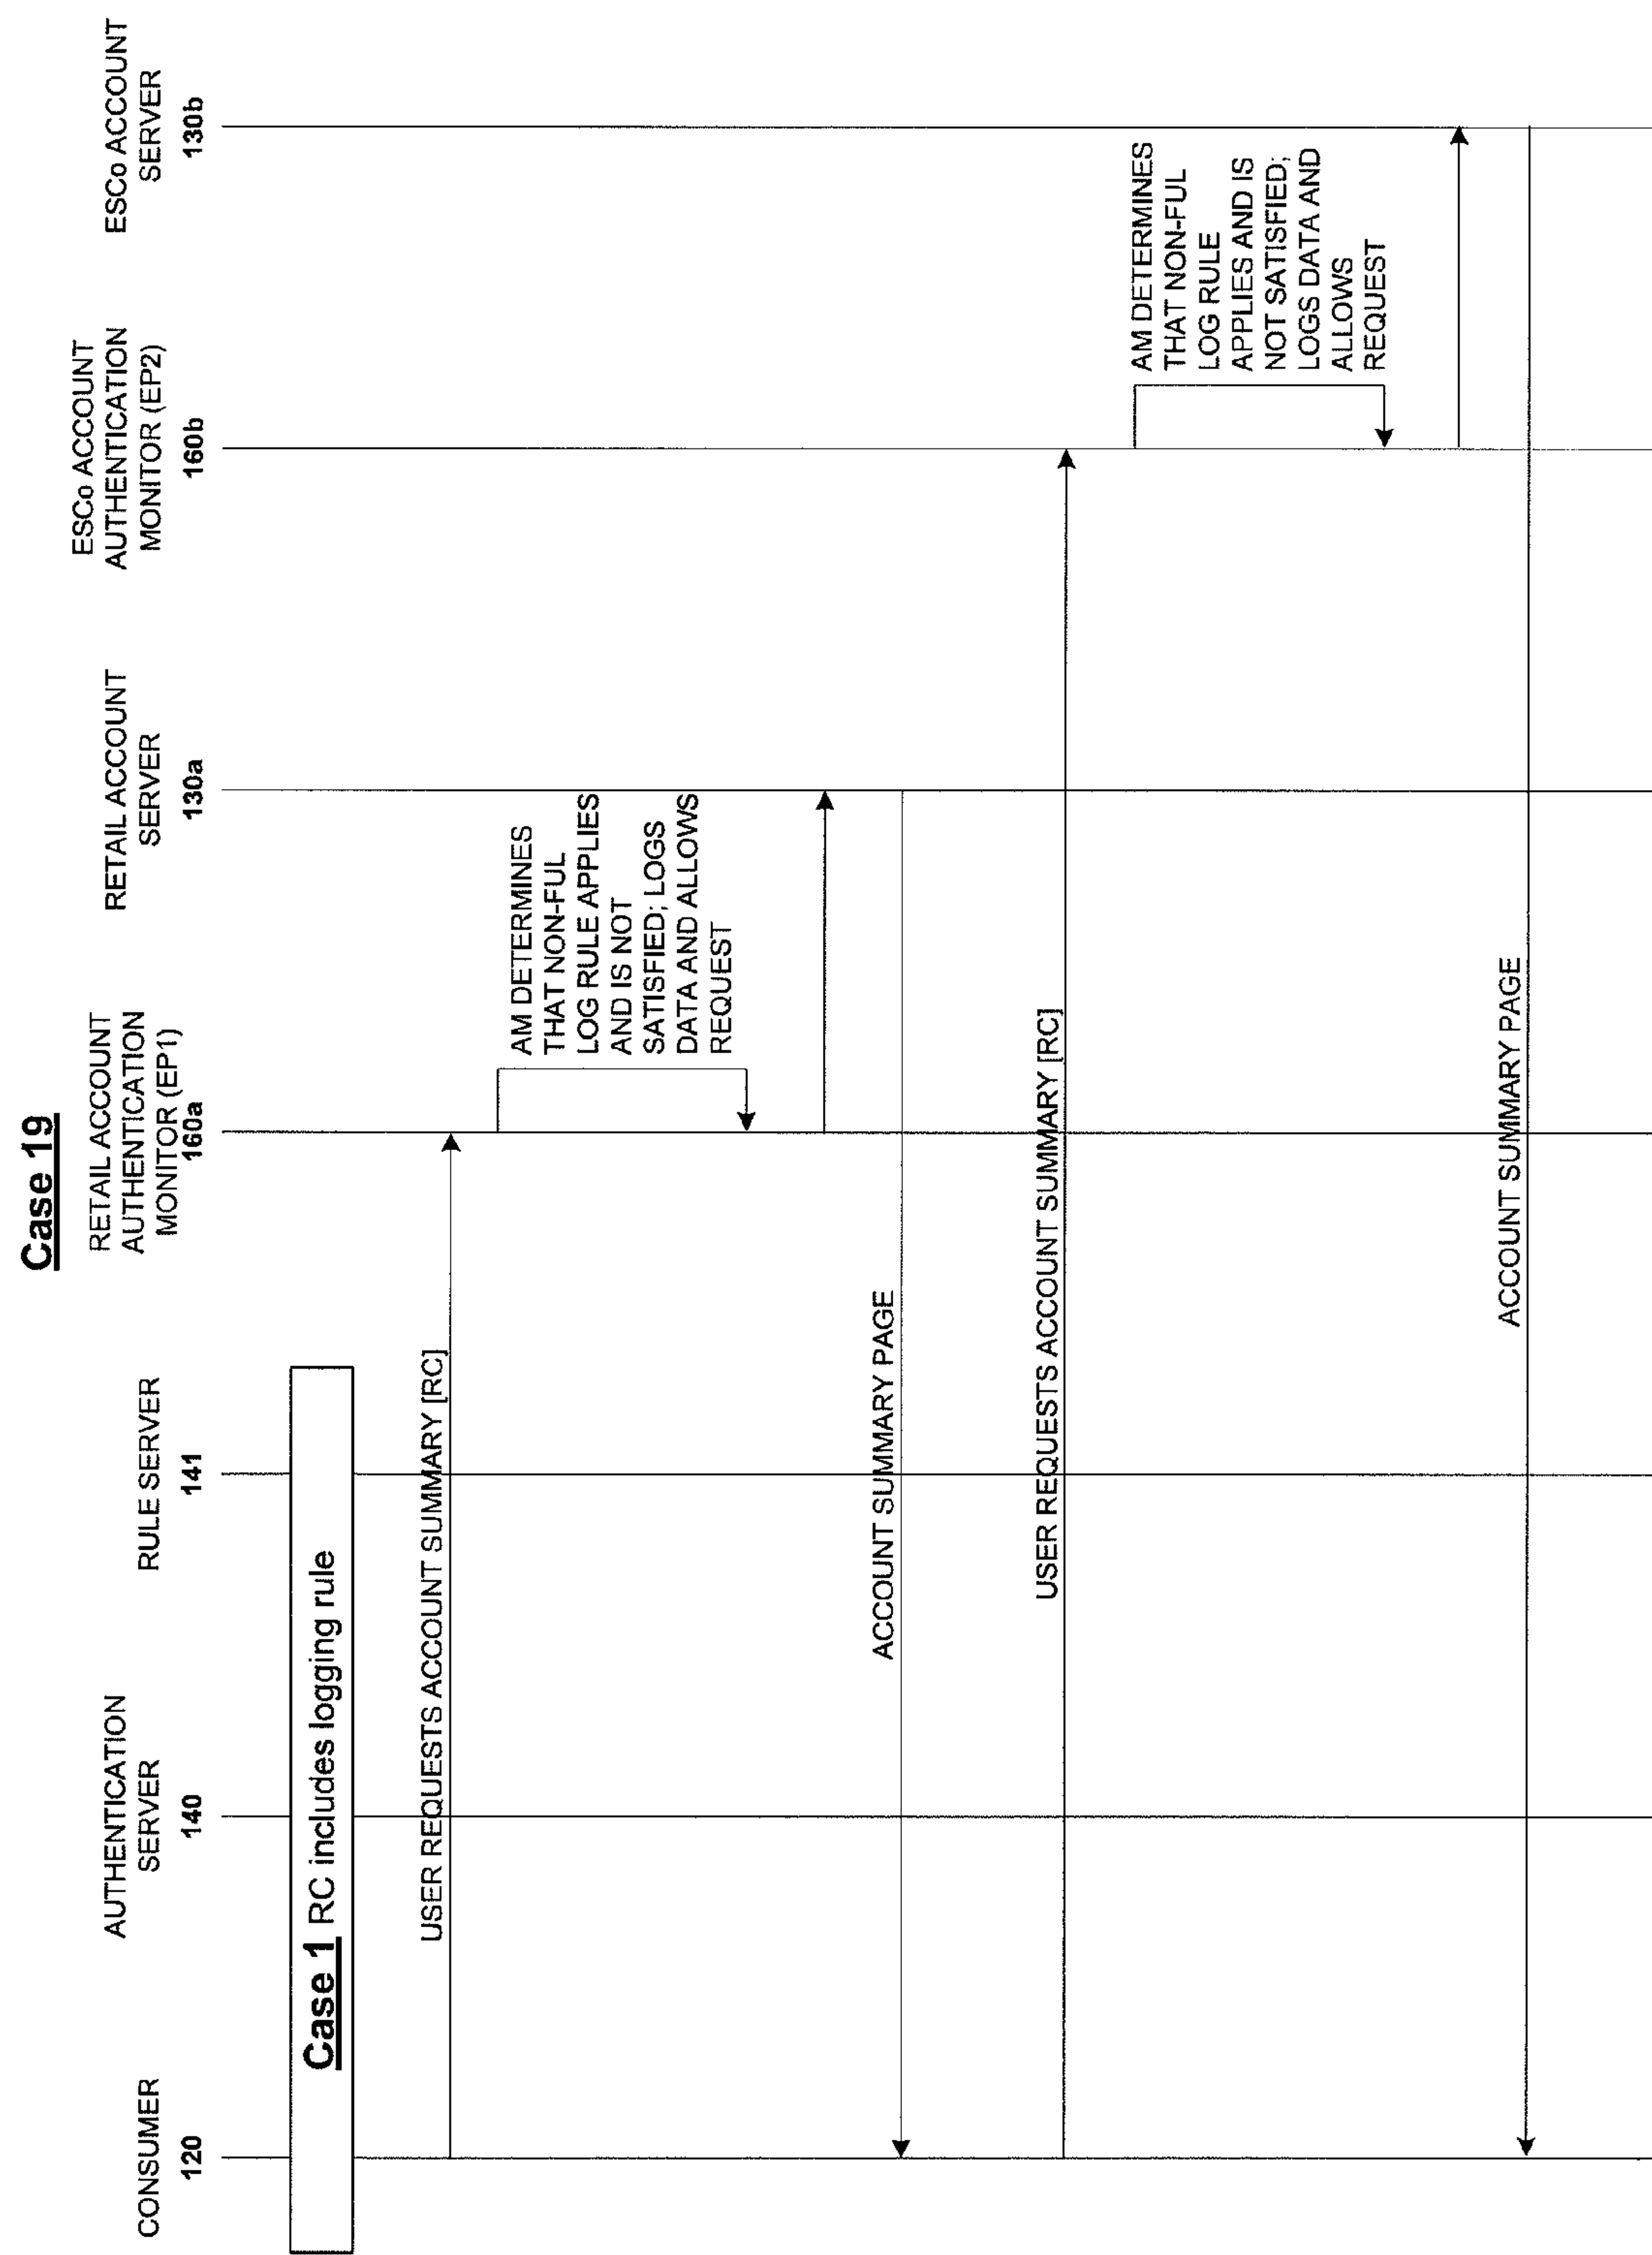 Case 19
CONSUMER
120
AUTHENTICATION
SERVER
140
RULE SERVER
141
RETAIL ACCOUNT
AUTHENTICATION
MONITOR (EP1)
160a
RETAIL ACCOUNT
SERVER
130a
ESCo ACCOUNT
AUTHENTICATION
MONITOR (EP2)
160b
ESCo ACCOUNT
SERVER
130b
Case 1 RC includes logging rule
USER REQUESTS ACCOUNT SUMMARY [RC]
AM DETERMINES
THAT NON-FUL
LOG RULE APPLIES
AND IS NOT
SATISFIED; LOGS
DATA AND ALLOWS
REQUEST
ACCOUNT SUMMARY PAGE
USER REQUESTS ACCOUNT SUMMARY [RC]
AM DETERMINES
THAT NON-FUL
LOG RULE
APPLIES AND IS
NOT SATISFIED;
LOGS DATA AND
ALLOWS
REQUEST
ACCOUNT SUMMARY PAGE